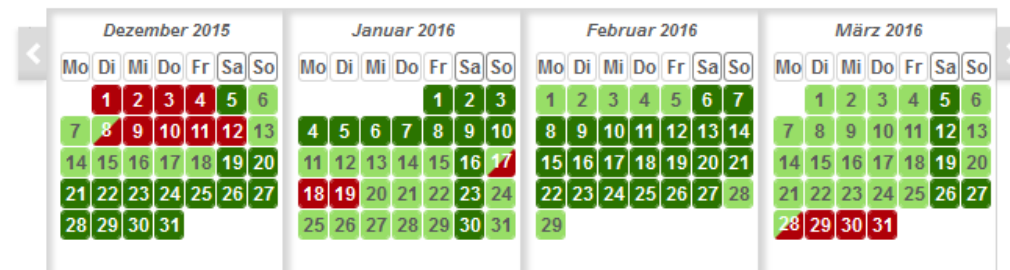 Dezember 2015
Mo Di Mi Do Fr Sa So
1 2 3 4 5 6
7 8 9 10 11 12 13
14 15 16 17 18 19 20
21 22 23 24 25 26 27
28 29 30 31
Januar 2016
Mo Di Mi Do Fr Sa So
1 2 3
4 5 6 7 8 9 10
11 12 13 14 15 16 17
18 19 20 21 22 23 24
25 26 27 28 29 30 31
Februar 2016
Mo Di Mi Do Fr Sa So
1 2 3 4 5 6 7
8 9 10 11 12 13 14
15 16 17 18 19 20 21
22 23 24 25 26 27 28
29
März 2016
Mo Di Mi Do Fr Sa So
1 2 3 4 5 6
7 8 9 10 11 12 13
14 15 16 17 18 19 20
21 22 23 24 25 26 27
28 29 30 31